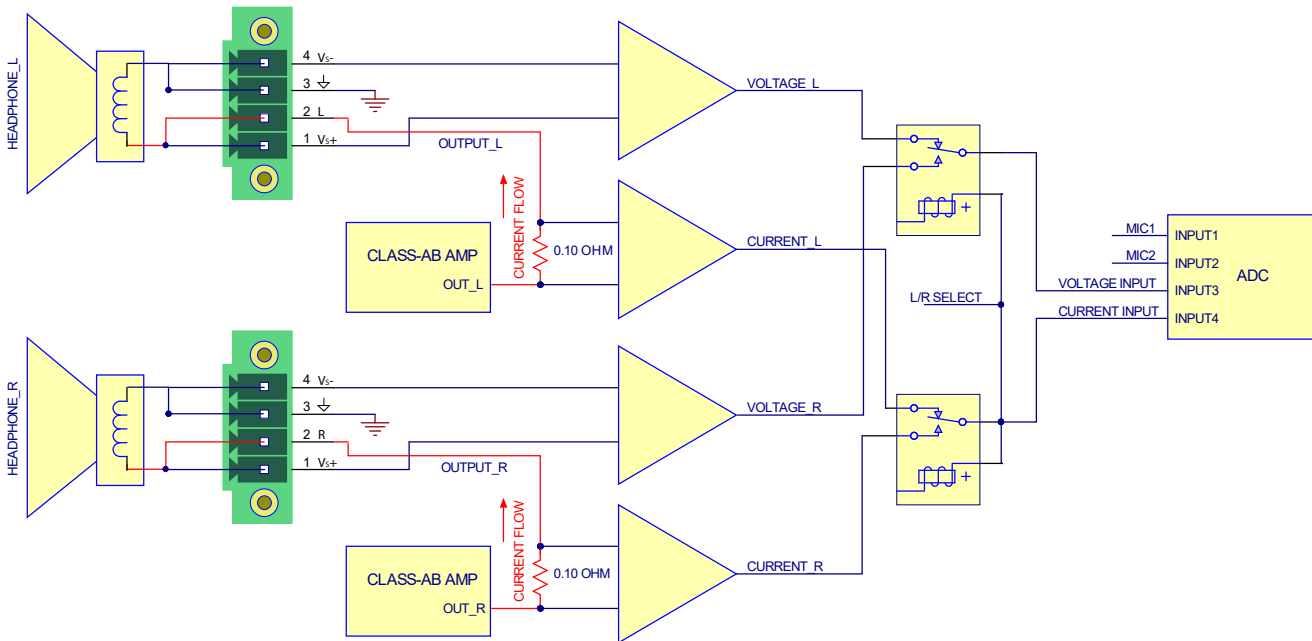 HEADPHONE_L
4 VS-
3
2 L
1 VS+
OUTPUT_L
CURRENT FLOW
CLASS-AB AMP
OUT_L
0.10 OHM
VOLTAGE_L
CURRENT_L
L/R SELECT
MIC1
MIC2
VOLTAGE INPUT
CURRENT INPUT
INPUT1
INPUT2
INPUT3
INPUT4
ADC
HEADPHONE_R
4 VS-
3
2 R
1 VS+
OUTPUT_R
CURRENT FLOW
CLASS-AB AMP
OUT_R
0.10 OHM
VOLTAGE_R
CURRENT_R
+
+